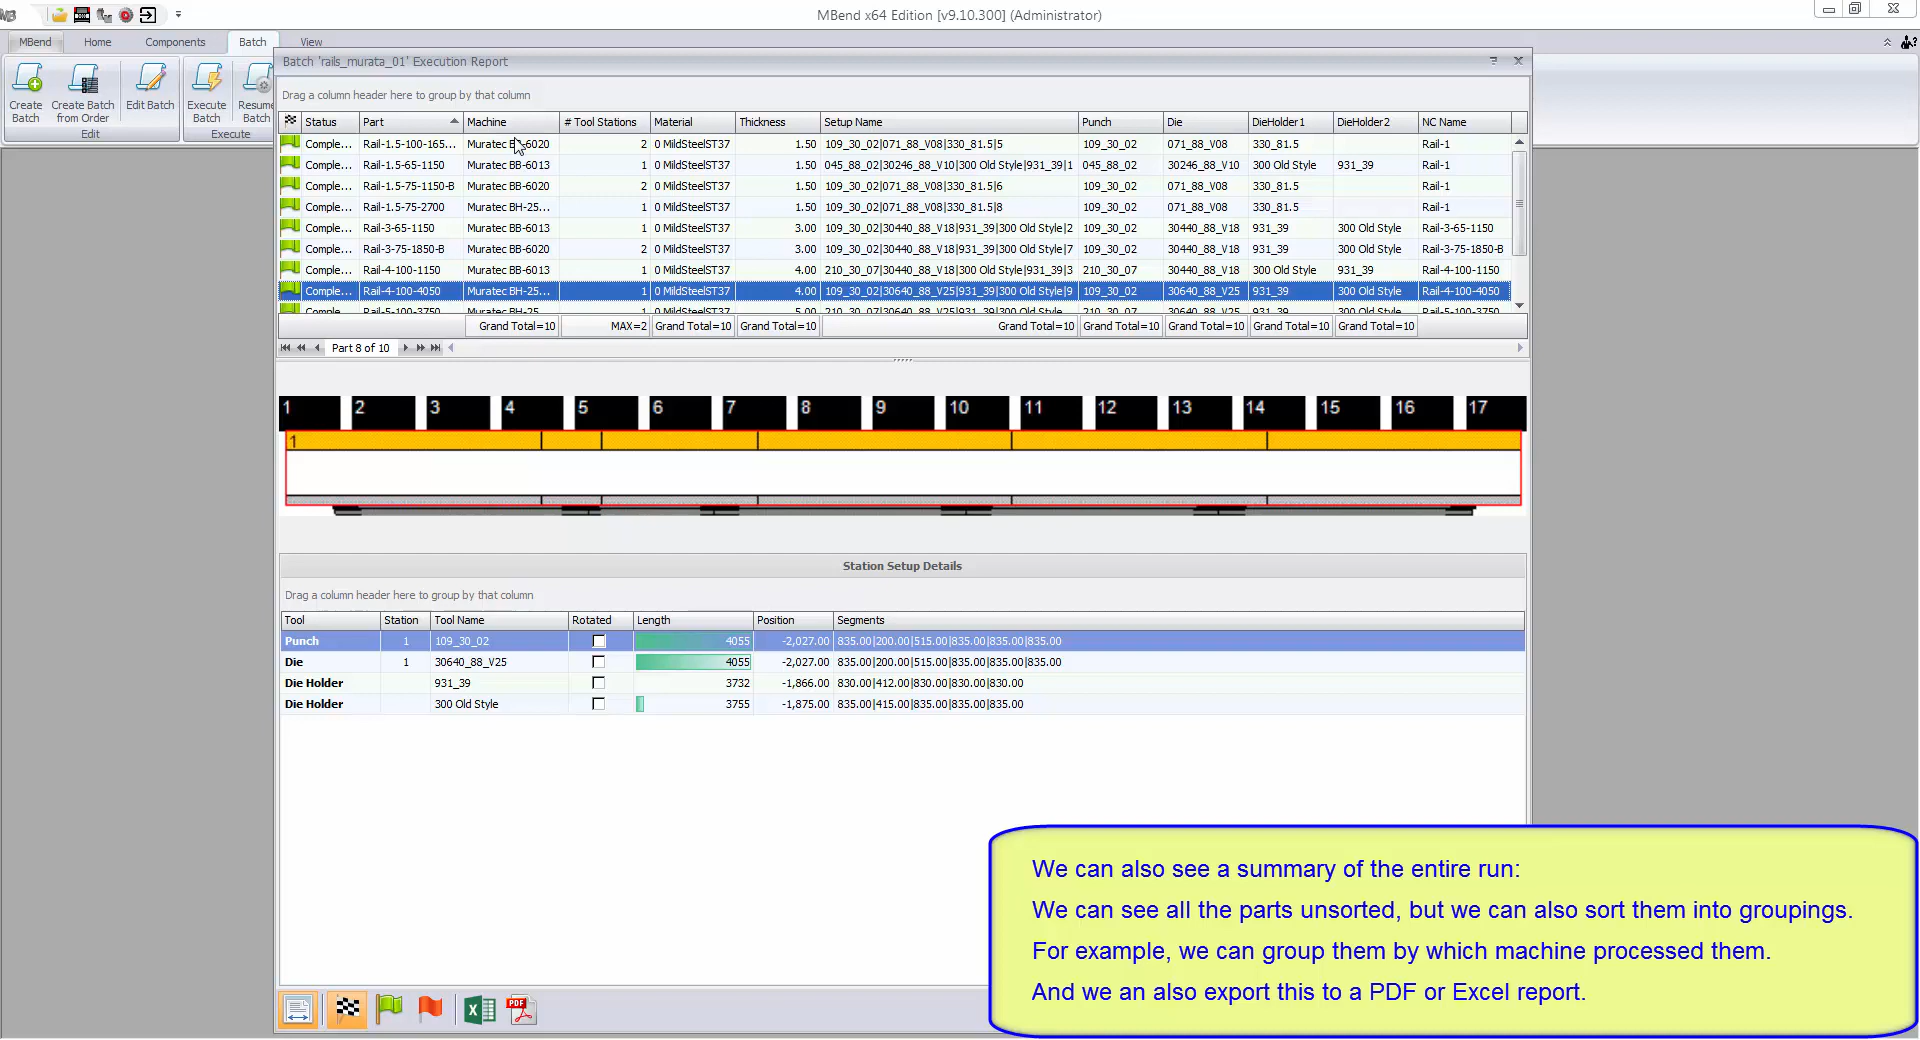 MBend x64 Edition [v9.10.300] (Administrator)
MBend Home Components Batch View
Create Batch
Create Batch from Order
Edit Batch
Execute Batch
Resume Batch
Edit
Execute
Batch 'rails_murata_01' Execution Report
Drag a column header here to group by that column
Status Part Machine # Tool Stations Material Thickness Setup Name Punch Die DieHolder1 DieHolder2 NC Name
Comple... Rail-1.5-100-165... Muratec BB-6020 2 0 MildSteelST37 1.50 109_30_02|071_88_V08|330_81.5|5 109_30_02 071_88_V08 330_81.5 Rail-1
Comple... Rail-1.5-65-1150 Muratec BB-6013 1 0 MildSteelST37 1.50 045_88_02|30246_88_V10|300 Old Style|931_39|1 045_88_02 30246_88_V10 300 Old Style 931_39 Rail-1
Comple... Rail-1.5-75-1150-B Muratec BB-6020 2 0 MildSteelST37 1.50 109_30_02|071_88_V08|330_81.5|6 109_30_02 071_88_V08 330_81.5 Rail-1
Comple... Rail-1.5-75-2700 Muratec BH-25... 1 0 MildSteelST37 1.50 109_30_02|071_88_V08|330_81.5|8 109_30_02 071_88_V08 330_81.5 Rail-1
Comple... Rail-3-65-1150 Muratec BB-6013 1 0 MildSteelST37 3.00 109_30_02|30440_88_V18|931_39|300 Old Style|2 109_30_02 30440_88_V18 931_39 300 Old Style Rail-3-65-1150
Comple... Rail-3-75-1850-B Muratec BB-6020 2 0 MildSteelST37 3.00 109_30_02|30440_88_V18|931_39|300 Old Style|7 109_30_02 30440_88_V18 931_39 300 Old Style Rail-3-75-1850-B
Comple... Rail-4-100-1150 Muratec BB-6013 1 0 MildSteelST37 4.00 210_30_07|30440_88_V18|300 Old Style|931_39|3 210_30_07 30440_88_V18 300 Old Style 931_39 Rail-4-100-1150
Comple... Rail-4-100-4050 Muratec BH-25... 1 0 MildSteelST37 4.00 109_30_02|30640_88_V25|931_39|300 Old Style|9 109_30_02 30640_88_V25 931_39 300 Old Style Rail-4-100-4050
Grand Total=10 MAX=2 Grand Total=10 Grand Total=10 Grand Total=10 Grand Total=10 Grand Total=10 Grand Total=10 Grand Total=10
Part 8 of 10
1 2 3 4 5 6 7 8 9 10 11 12 13 14 15 16 17
1
Station Setup Details
Drag a column header here to group by that column
Tool Station Tool Name Rotated Length Position Segments
Punch 1 109_30_02 4055 -2,027.00 835.00|200.00|515.00|835.00|835.00|835.00
Die 1 30640_88_V25 4055 -2,027.00 835.00|200.00|515.00|835.00|835.00|835.00
Die Holder 931_39 3732 -1,866.00 830.00|412.00|830.00|830.00|830.00
Die Holder 300 Old Style 3755 -1,875.00 835.00|415.00|835.00|835.00|835.00
We can also see a summary of the entire run:
We can see all the parts unsorted, but we can also sort them into groupings.
For example, we can group them by which machine processed them.
And we an also export this to a PDF or Excel report.
PDF